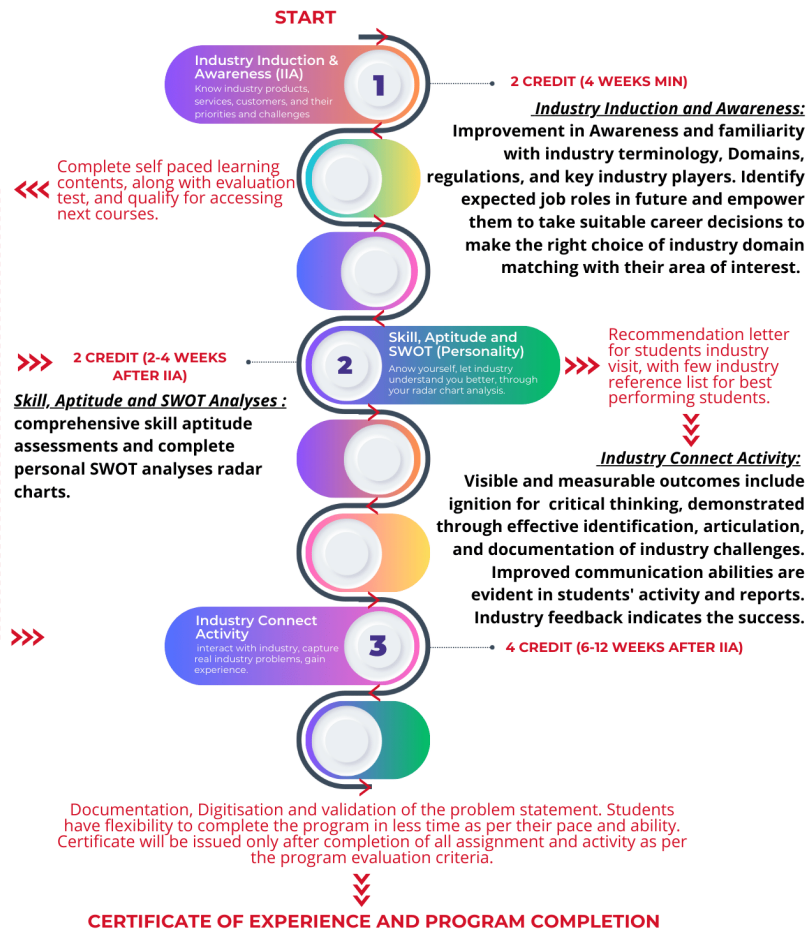 START
Industry Induction &
Awareness (IIA)
Know industry products,
services, customers, and their
priorities and challenges
1
2 CREDIT (4 WEEKS MIN)
Industry Induction and Awareness:
Improvement in Awareness and familiarity
with industry terminology, Domains,
regulations, and key industry players. Identify
expected job roles in future and empower
them to take suitable career decisions to
make the right choice of industry domain
matching with their area of interest.
Complete self paced learning
contents, along with evaluation
test, and qualify for accessing
next courses.
2 CREDIT (2-4 WEEKS
AFTER IIA)
Skill, Aptitude and SWOT Analyses :
comprehensive skill aptitude
assessments and complete
personal SWOT analyses radar
charts.
2
Skill, Aptitude and
SWOT (Personality)
Anow yourself, let industry
understand you better, through
your radar chart analysis.
Recommendation letter
for students industry
visit, with few industry
reference list for best
performing students.
Industry Connect Activity:
Visible and measurable outcomes include
ignition for critical thinking, demonstrated
through effective identification, articulation,
and documentation of industry challenges.
Improved communication abilities are
evident in students' activity and reports.
Industry feedback indicates the success.
Industry Connect
Activity
interact with industry, capture
real industry problems, gain
experience.
3
4 CREDIT (6-12 WEEKS AFTER IIA)
Documentation, Digitisation and validation of the problem statement. Students
have flexibility to complete the program in less time as per their pace and ability.
Certificate will be issued only after completion of all assignment and activity as per
the program evaluation criteria.
CERTIFICATE OF EXPERIENCE AND PROGRAM COMPLETION